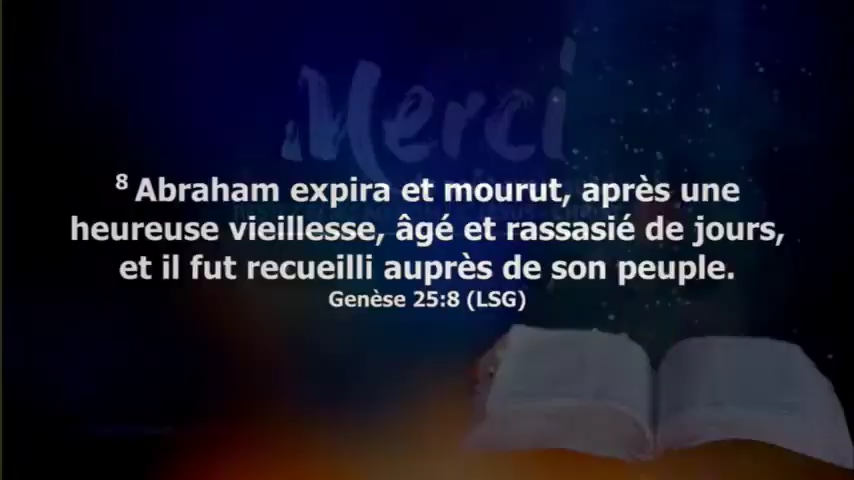 Merci
8 Abraham expira et mourut, après une
heureuse vieillesse, âgé et rassasié de jours,
et il fut recueilli auprès de son peuple.
Genèse 25:8 (LSG)